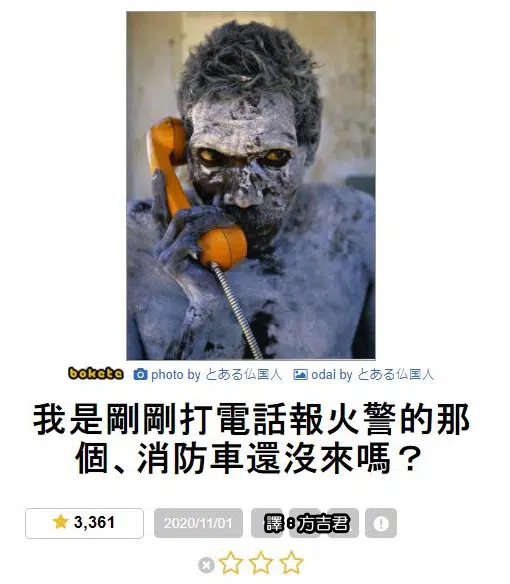 bokete photo by とある仏国人 odai by とある仏国人
我是剛剛打電話報火警的那
個、消防車還沒來嗎？
3,361 2020/11/01 譯8方吉君